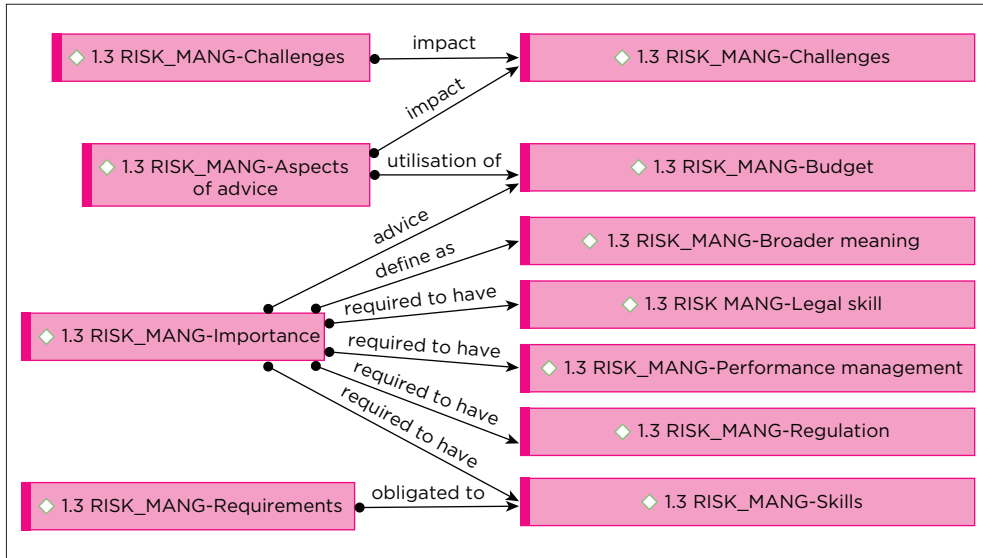 1.3 RISK_MANG-Challenges
impact
1.3 RISK_MANG-Challenges
impact
1.3 RISK_MANG-Aspects
of advice
utilisation of
1.3 RISK_MANG-Budget
advice
define as
1.3 RISK_MANG-Broader meaning
required to have
1.3 RISK MANG-Legal skill
1.3 RISK_MANG-Importance
required to have
1.3 RISK_MANG-Performance management
required to have
1.3 RISK_MANG-Regulation
required to have
1.3 RISK_MANG-Requirements
obligated to
1.3 RISK_MANG-Skills